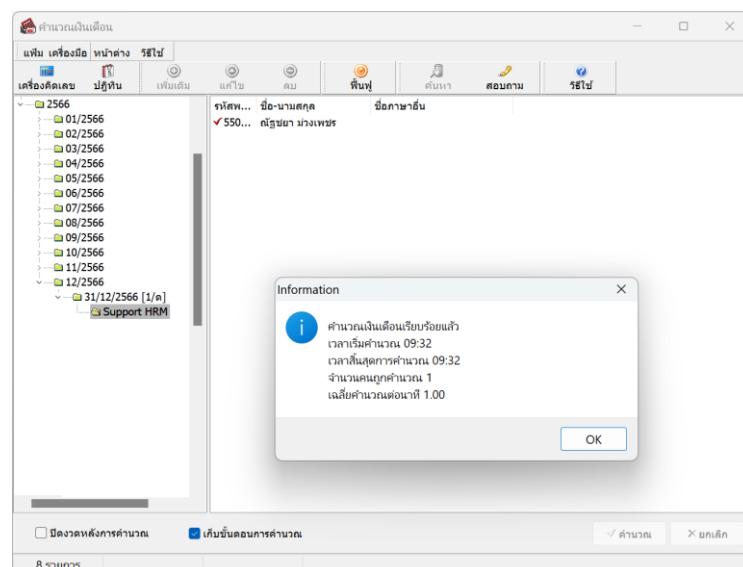 คำนวณเงินเดือน
แฟ้ม เครื่องมือ หน้าต่าง วิธีใช้
เครื่องคิดเลข ปฏิทิน เพิ่มเติม แก้ไข ลบ ฟื้นฟู ค้นหา สอบถาม วิธีใช้
2566
01/2566
02/2566
03/2566
04/2566
05/2566
06/2566
07/2566
08/2566
09/2566
10/2566
11/2566
12/2566
31/12/2566 [1/ด]
Support HRM
รหัสพ... ชื่อ-นามสกุล ชื่อภาษาอื่น
550... ณัฐชยา ม่วงเพชร
Information
คำนวณเงินเดือนเรียบร้อยแล้ว
เวลาเริ่มคำนวณ 09:32
เวลาสิ้นสุดการคำนวณ 09:32
จำนวนคนถูกคำนวณ 1
เฉลี่ยคำนวณต่อนาที 1.00
OK
ปิดงวดหลังการคำนวณ เก็บขั้นตอนการคำนวณ คำนวณ ยกเลิก
8 รายการ